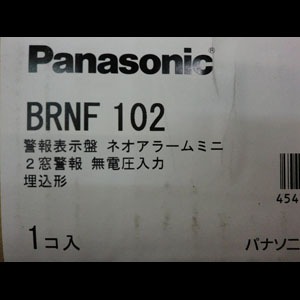 Panasonic®
BRNF 102
警報表示盤 ネオアラームミニ
2窓警報 無電圧入力
埋込形
454
1コ入
パナソニ